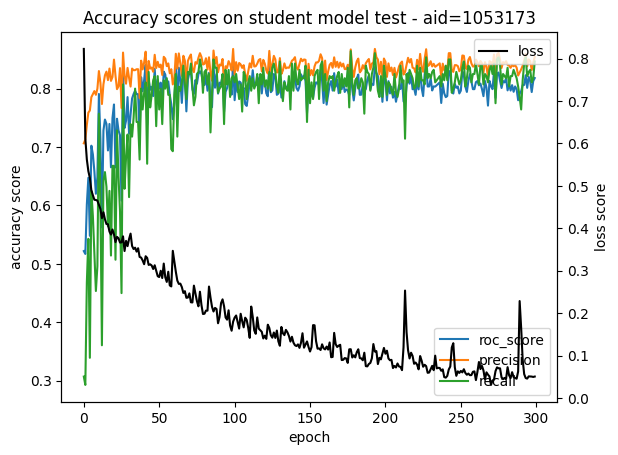 Accuracy scores on student model test - aid=1053173
loss
0.8
0.7
0.6
0.5
0.4
0.3
accuracy score
0.8
0.7
0.6
0.5
0.4
0.3
0.2
0.1
0.0
loss score
roc_score
precision
recall
0
50
100
150
200
250
300
epoch